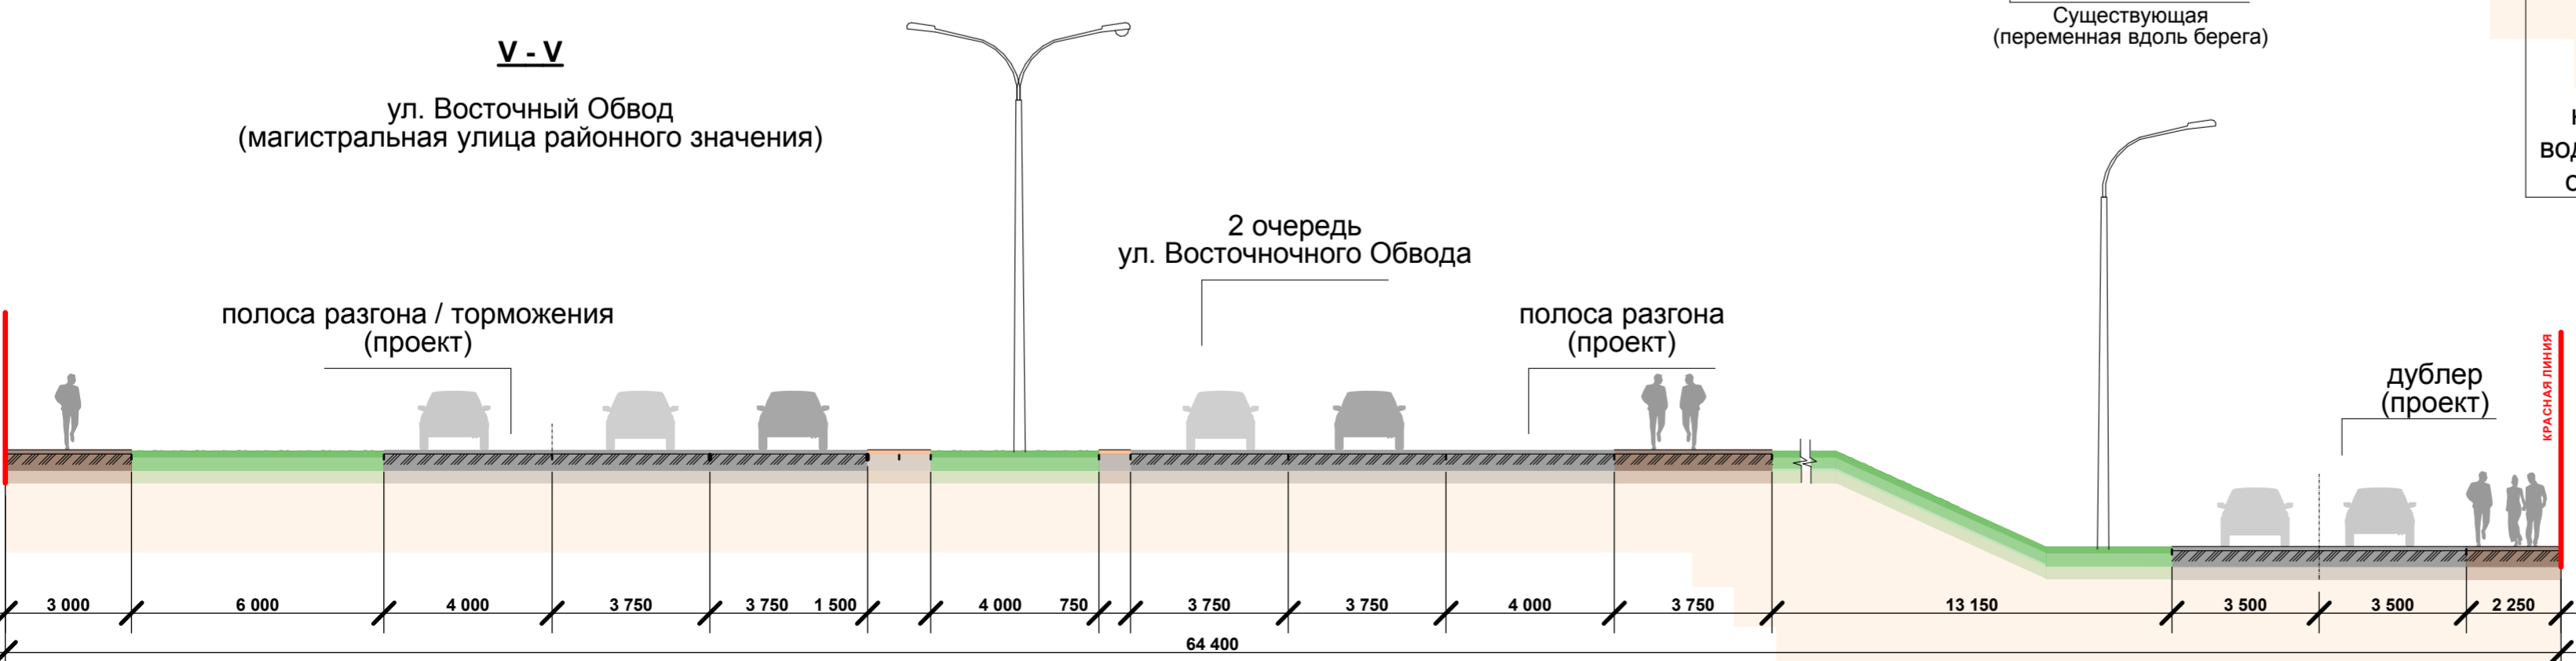 Существующая
(переменная вдоль берега)
V - V
ул. Восточный Обвод
(магистральная улица районного значения)
2 очередь
ул. Восточночного Обвода
полоса разгона / торможения
(проект)
полоса разгона
(проект)
дублер
(проект)
КРАСНАЯ ЛИНИЯ
3 000 6 000 4 000 3 750 3 750 1 500 4 000 750 3 750 3 750 4 000 3 750 13 150 3 500 3 500 2 250
64 400